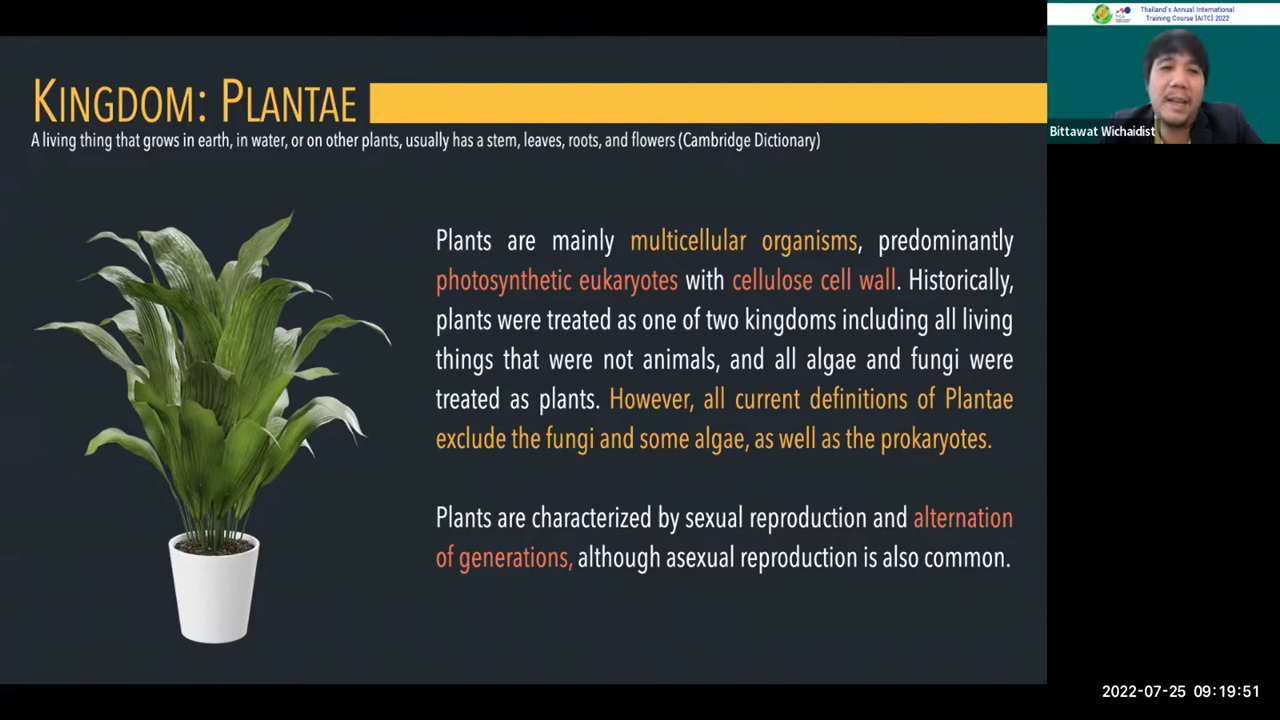 KINGDOM: PLANTAE
A living thing that grows in earth, in water, or on other plants, usually has a stem, leaves, roots, and flowers (Cambridge Dictionary)
Plants are mainly multicellular organisms, predominantly
photosynthetic eukaryotes with cellulose cell wall. Historically,
plants were treated as one of two kingdoms including all living
things that were not animals, and all algae and fungi were
treated as plants. However, all current definitions of Plantae
exclude the fungi and some algae, as well as the prokaryotes.
Plants are characterized by sexual reproduction and alternation
of generations, although asexual reproduction is also common.
Thailand's Annual International
Training Course (AITC) 2022
Bittawat Wichaidist
2022-07-25 09:19:51